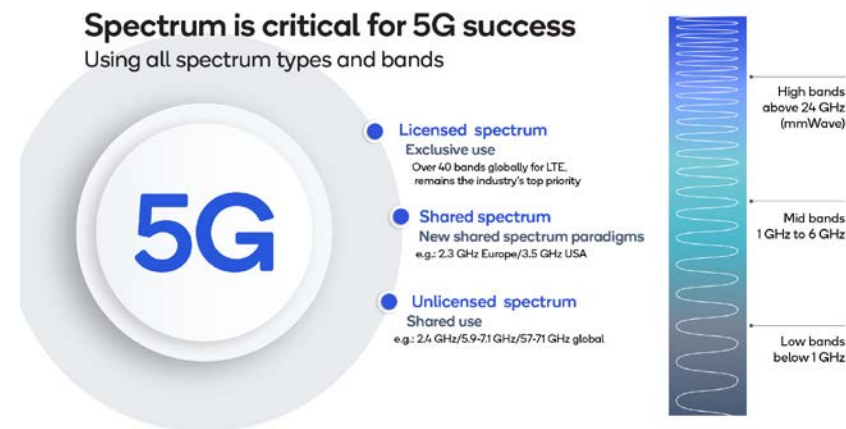 Spectrum is critical for 5G success
Using all spectrum types and bands
5G
Licensed spectrum
Exclusive use
Over 40 bands globally for LTE,
remains the industry's top priority
Shared spectrum
New shared spectrum paradigms
e.g.: 2.3 GHz Europe/3.5 GHz USA
Unlicensed spectrum
Shared use
e.g.: 2.4 GHz/5.9-7.1 GHz/57-71 GHz global
High bands
above 24 GHz
(mmWave)
Mid bands
1 GHz to 6 GHz
Low bands
below 1 GHz